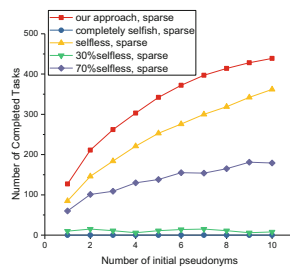 our approach, sparse
completely selfish, sparse
selfless, sparse
30%selfless, sparse
70%selfless, sparse
500
400
300
200
100
0
0
2
4
6
8
10
Number of Completed Tasks
Number of initial pseudonyms